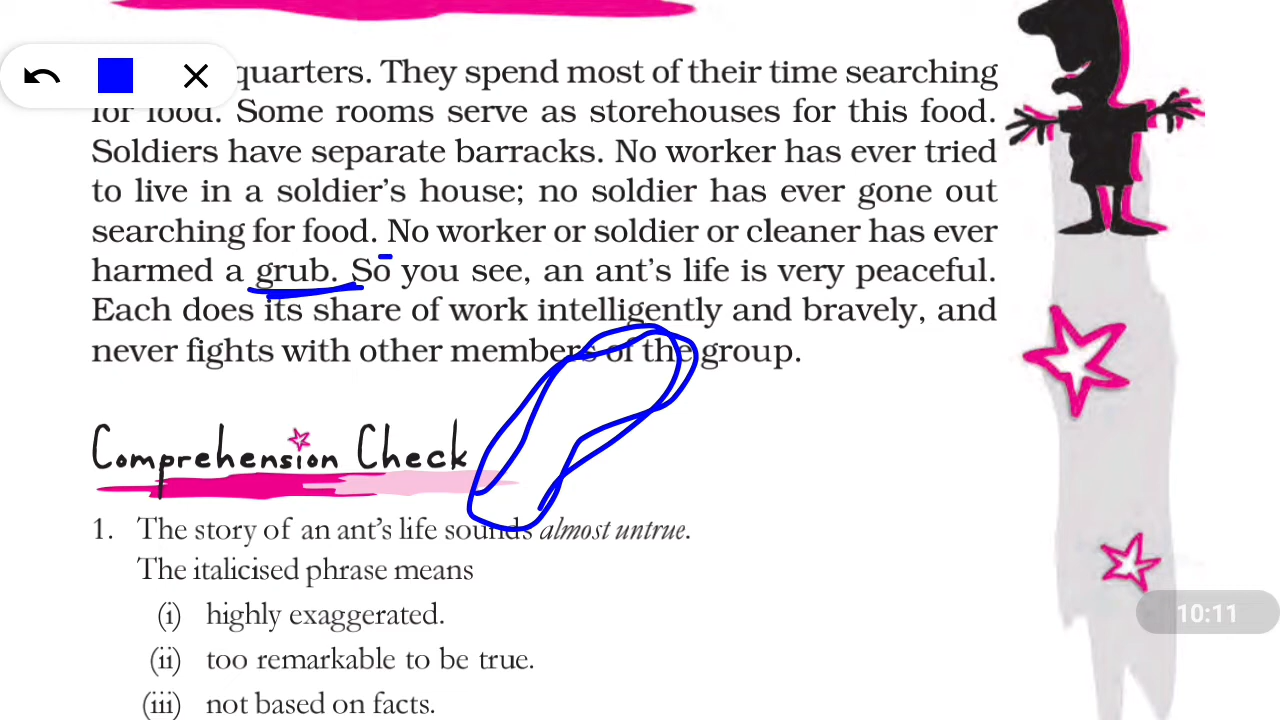 quarters. They spend most of their time searching
for food. Some rooms serve as storehouses for this food.
Soldiers have separate barracks. No worker has ever tried
to live in a soldier's house; no soldier has ever gone out
searching for food. No worker or soldier or cleaner has ever
harmed a grub. So you see, an ant's life is very peaceful.
Each does its share of work intelligently and bravely, and
never fights with other members of the group.
Comprehension Check
1. The story of an ant's life sounds almost untrue.
The italicised phrase means
(i) highly exaggerated.
(ii) too remarkable to be true.
(iii) not based on facts.
10:11